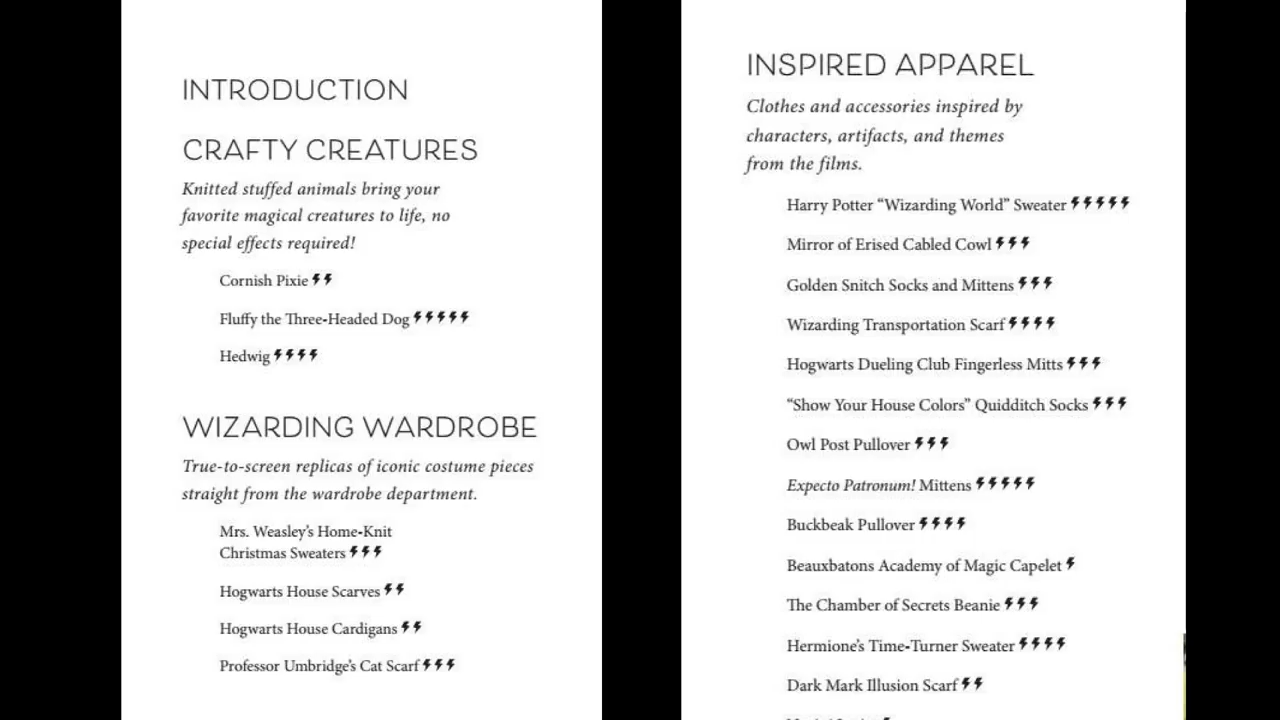 INTRODUCTION
CRAFTY CREATURES
Knitted stuffed animals bring your
favorite magical creatures to life, no
special effects required!
Cornish Pixie
Fluffy the Three-Headed Dog
Hedwig
WIZARDING WARDROBE
True-to-screen replicas of iconic costume pieces
straight from the wardrobe department.
Mrs. Weasley’s Home-Knit
Christmas Sweaters
Hogwarts House Scarves
Hogwarts House Cardigans
Professor Umbridge’s Cat Scarf
INSPIRED APPAREL
Clothes and accessories inspired by
characters, artifacts, and themes
from the films.
Harry Potter “Wizarding World” Sweater
Mirror of Erised Cabled Cowl
Golden Snitch Socks and Mittens
Wizarding Transportation Scarf
Hogwarts Dueling Club Fingerless Mitts
“Show Your House Colors” Quidditch Socks
Owl Post Pullover
Expecto Patronum! Mittens
Buckbeak Pullover
Beauxbatons Academy of Magic Capelet
The Chamber of Secrets Beanie
Hermione’s Time-Turner Sweater
Dark Mark Illusion Scarf